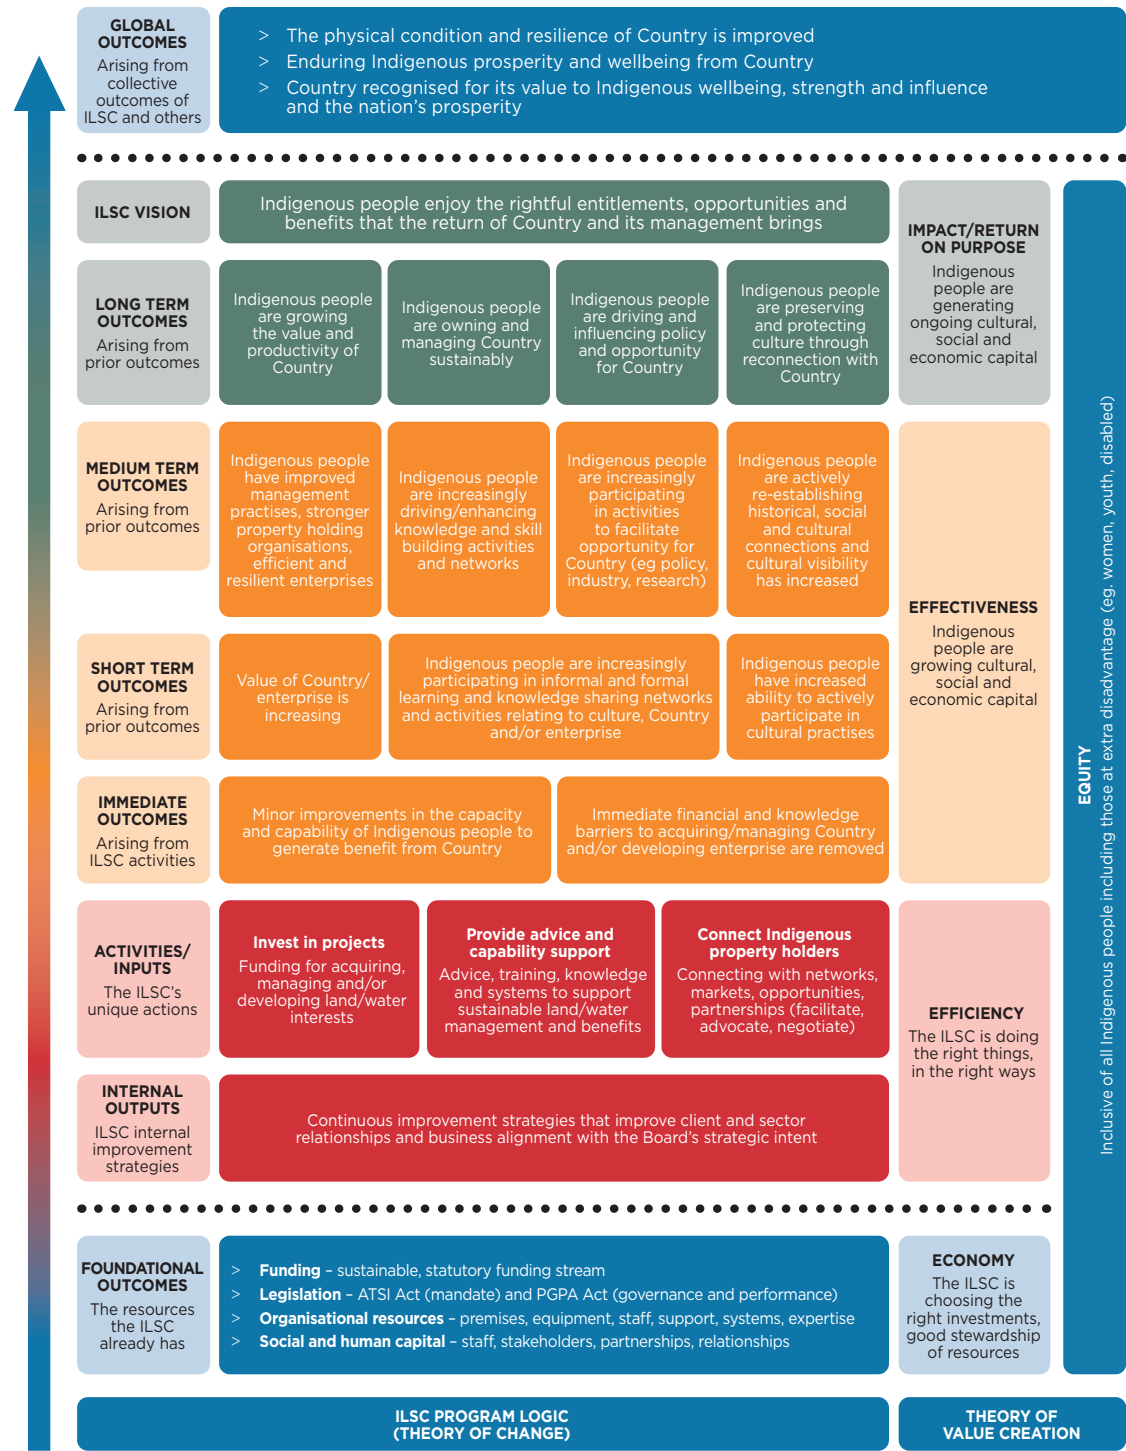 GLOBAL
OUTCOMES
Arising from
collective
outcomes of
ILSC and others
> The physical condition and resilience of Country is improved
> Enduring Indigenous prosperity and wellbeing from Country
> Country recognised for its value to Indigenous wellbeing, strength and influence
and the nation's prosperity
ILSC VISION
Indigenous people enjoy the rightful entitlements, opportunities and
benefits that the return of Country and its management brings
IMPACT/RETURN
ON PURPOSE
Indigenous
people are
generating
ongoing cultural,
social and
economic capital
LONG TERM
OUTCOMES
Arising from
prior outcomes
Indigenous people
are growing
the value and
productivity of
Country
Indigenous people
are owning and
managing Country
sustainably
Indigenous people
are driving and
influencing policy
and opportunity
for Country
Indigenous people
are preserving
and protecting
culture through
reconnection with
Country
MEDIUM TERM
OUTCOMES
Arising from
prior outcomes
Indigenous people
have improved
management
practises, stronger
property holding
organisations,
efficient and
resilient enterprises
Indigenous people
are increasingly
driving/enhancing
knowledge and skill
building activities
and networks
Indigenous people
are increasingly
participating
in activities
to facilitate
opportunity for
Country (eg policy,
industry, research)
Indigenous people
are actively
re-establishing
historical, social
and cultural
connections and
cultural visibility
has increased
EFFECTIVENESS
Indigenous
people are
growing cultural,
social and
economic capital
SHORT TERM
OUTCOMES
Arising from
prior outcomes
Value of Country/
enterprise is
increasing
Indigenous people are increasingly
participating in informal and formal
learning and knowledge sharing networks
and activities relating to culture, Country
and/or enterprise
Indigenous people
have increased
ability to actively
participate in
cultural practises
IMMEDIATE
OUTCOMES
Arising from
ILSC activities
Minor improvements in the capacity
and capability of Indigenous people to
generate benefit from Country
Immediate financial and knowledge
barriers to acquiring/managing Country
and/or developing enterprise are removed
ACTIVITIES/
INPUTS
The ILSC's
unique actions
Invest in projects
Funding for acquiring,
managing and/or
developing land/water
interests
Provide advice and
capability support
Advice, training, knowledge
and systems to support
sustainable land/water
management and benefits
Connect Indigenous
property holders
Connecting with networks,
markets, opportunities,
partnerships (facilitate,
advocate, negotiate)
EFFICIENCY
The ILSC is doing
the right things,
in the right ways
INTERNAL
OUTPUTS
ILSC internal
improvement
strategies
Continuous improvement strategies that improve client and sector
relationships and business alignment with the Board's strategic intent
EQUITY
Inclusive of all Indigenous people including those at extra disadvantage (eg. women, youth, disabled)
FOUNDATIONAL
OUTCOMES
The resources
the ILSC
already has
> Funding – sustainable, statutory funding stream
> Legislation – ATSI Act (mandate) and PGPA Act (governance and performance)
> Organisational resources – premises, equipment, staff, support, systems, expertise
> Social and human capital – staff, stakeholders, partnerships, relationships
ECONOMY
The ILSC is
choosing the
right investments,
good stewardship
of resources
ILSC PROGRAM LOGIC
(THEORY OF CHANGE)
THEORY OF
VALUE CREATION